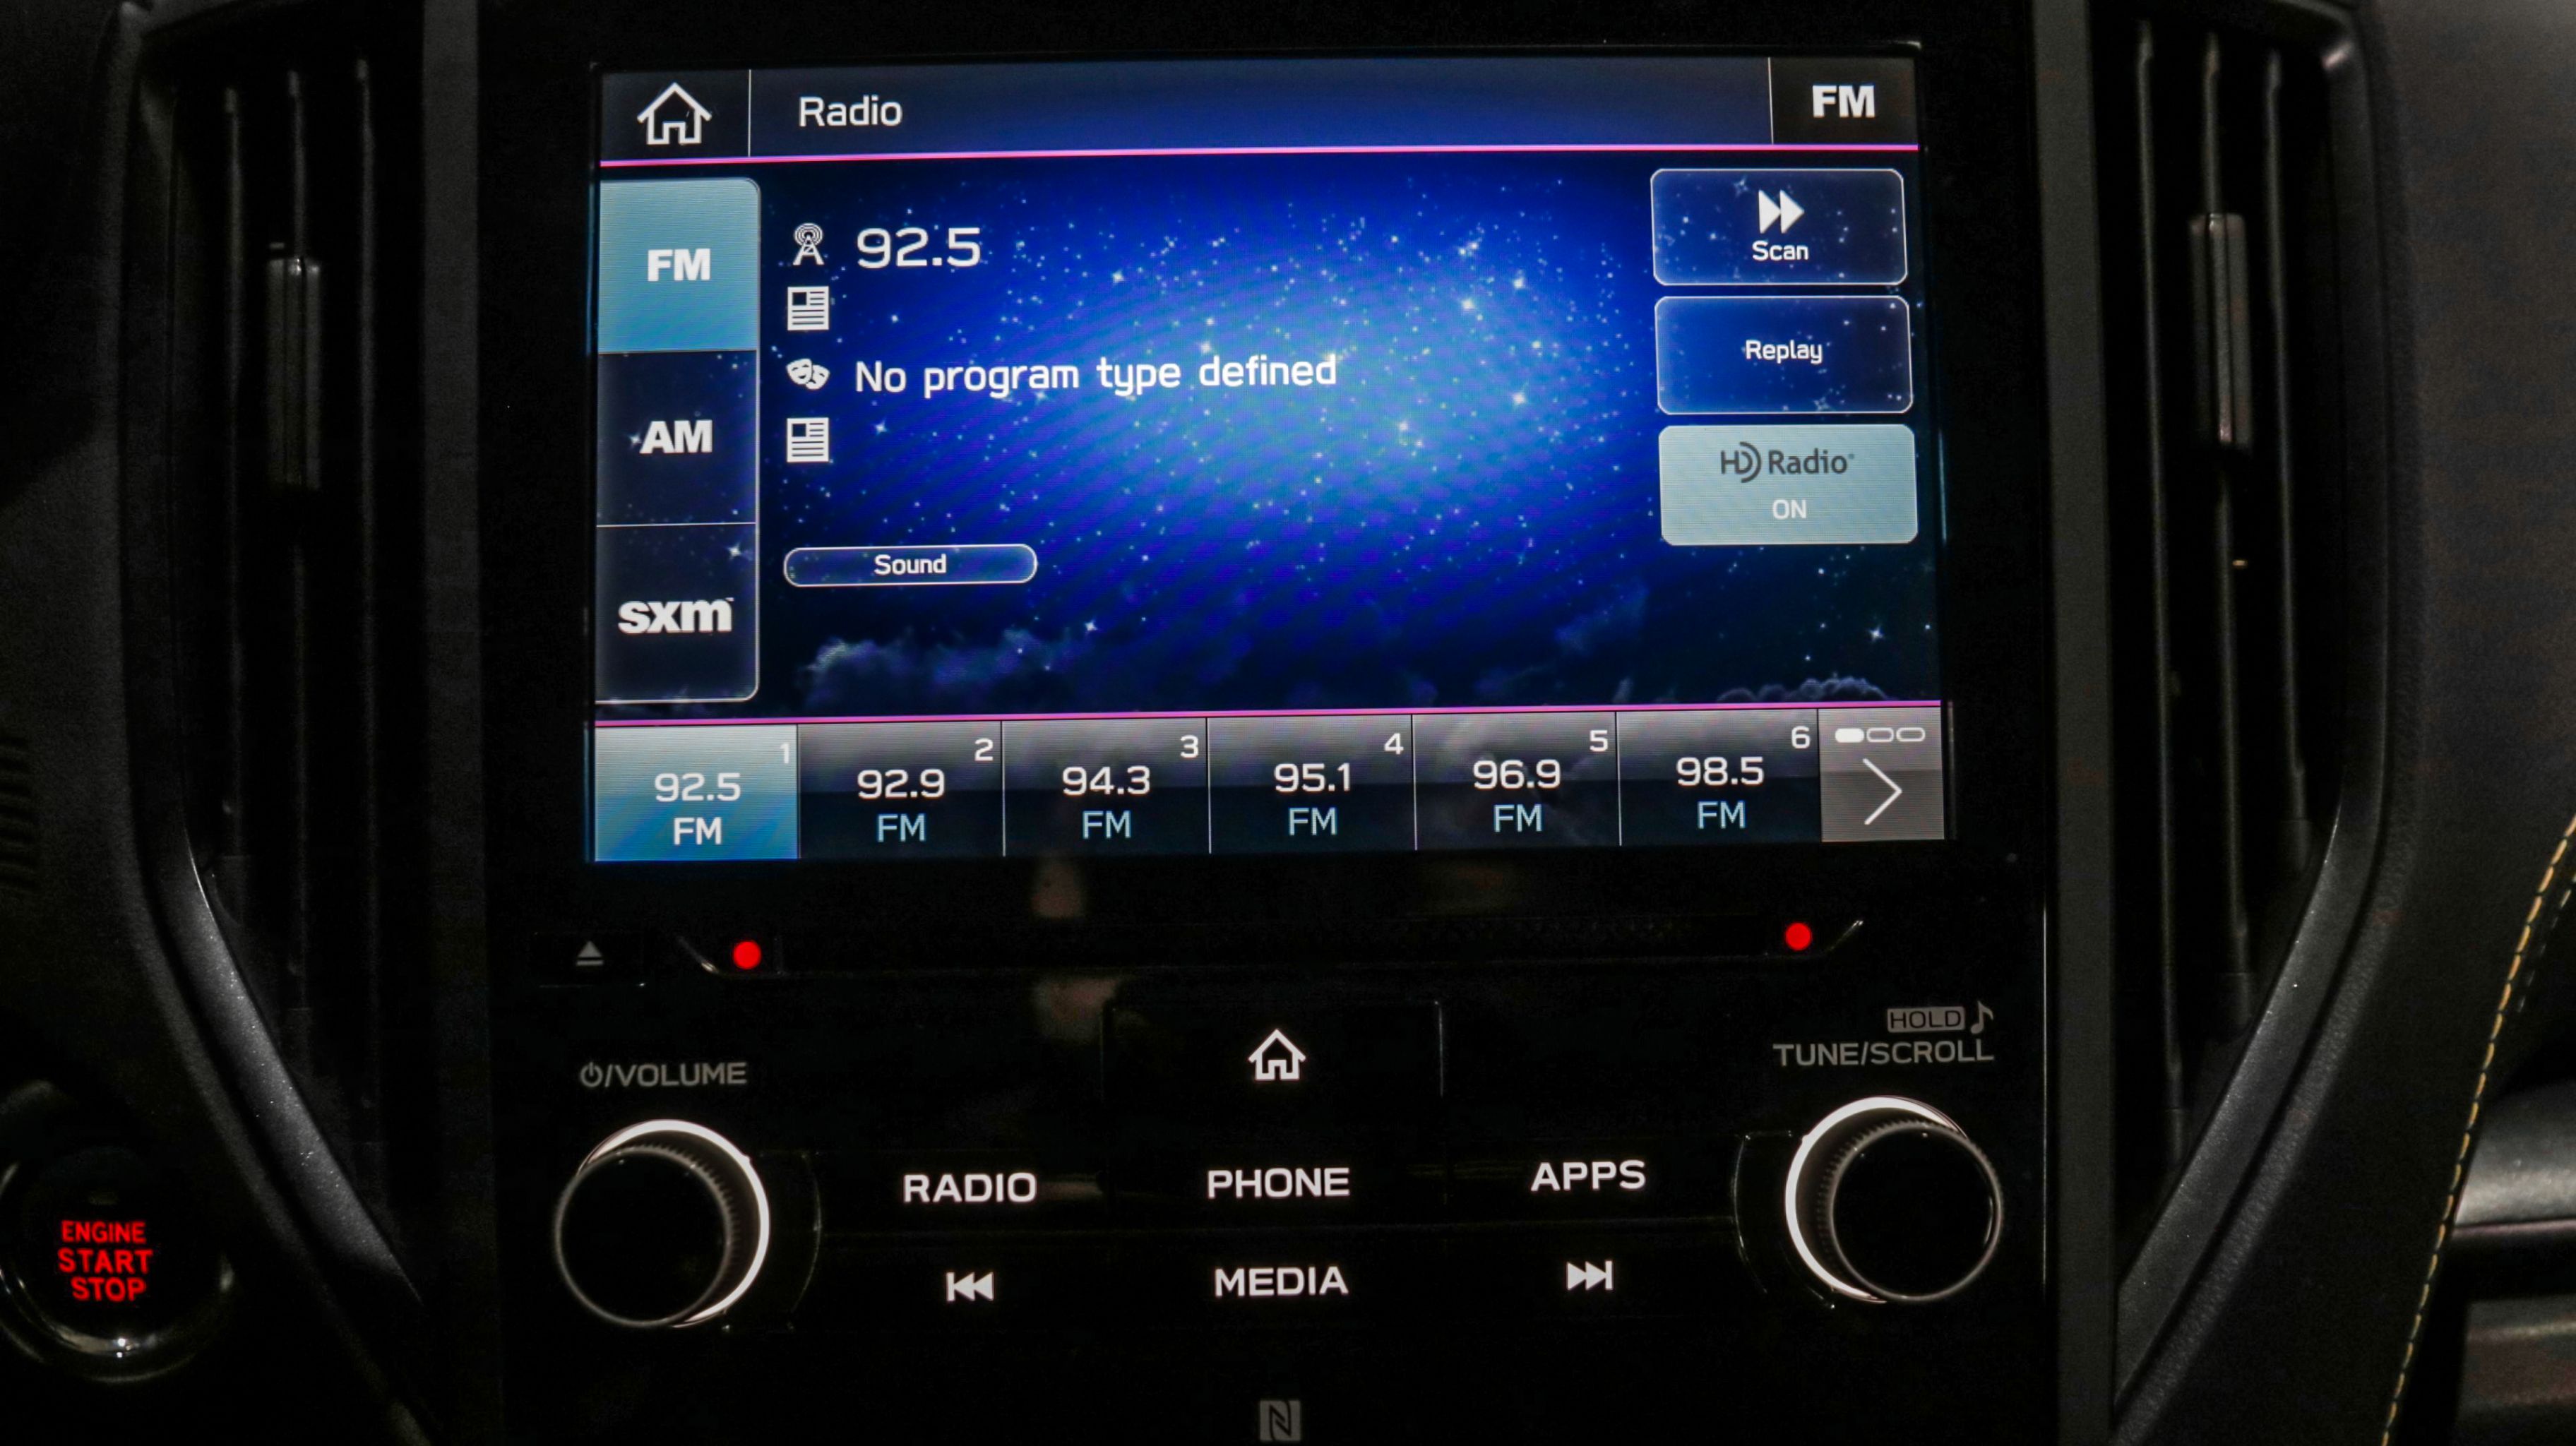 Radio
FM
FM
92.5
Scan
Replay
No program type defined
AM
HD Radio®
ON
Sound
sxm
1
92.5
FM
2
92.9
FM
3
94.3
FM
4
95.1
FM
5
96.9
FM
6
98.5
FM
HOLD
/VOLUME
TUNE/SCROLL
RADIO
PHONE
APPS
MEDIA
ENGINE
START
STOP
N